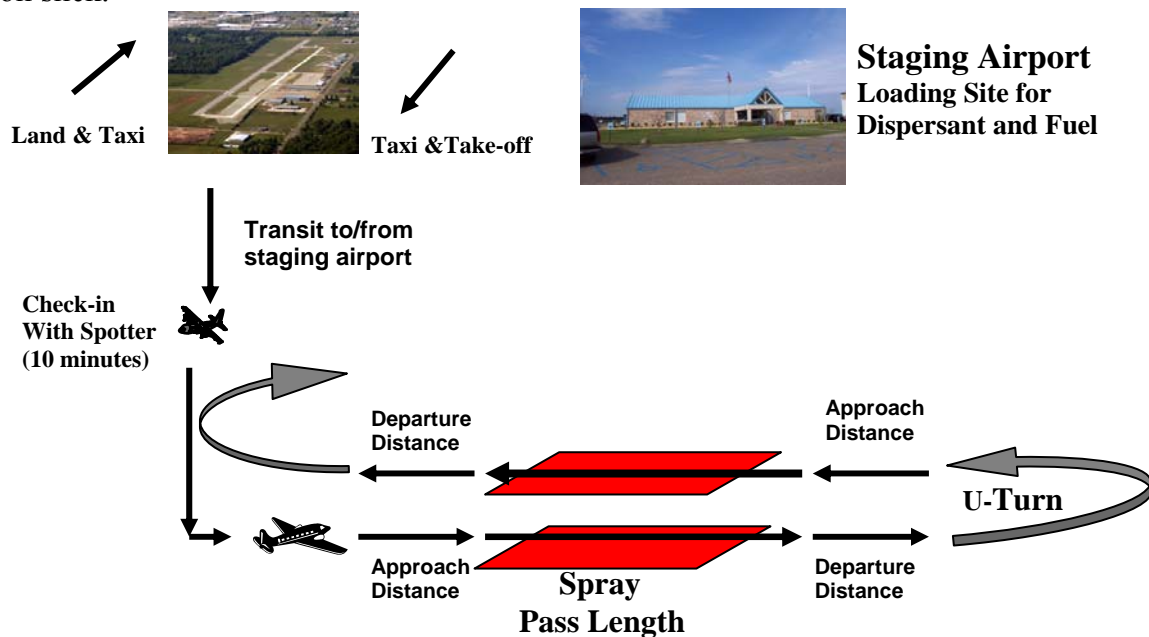 Staging Airport
Loading Site for
Dispersant and Fuel
Land & Taxi
Taxi &Take-off
Transit to/from
staging airport
Check-in
With Spotter
(10 minutes)
Departure
Distance
Approach
Distance
U-Turn
Approach
Distance
Spray
Pass Length
Departure
Distance